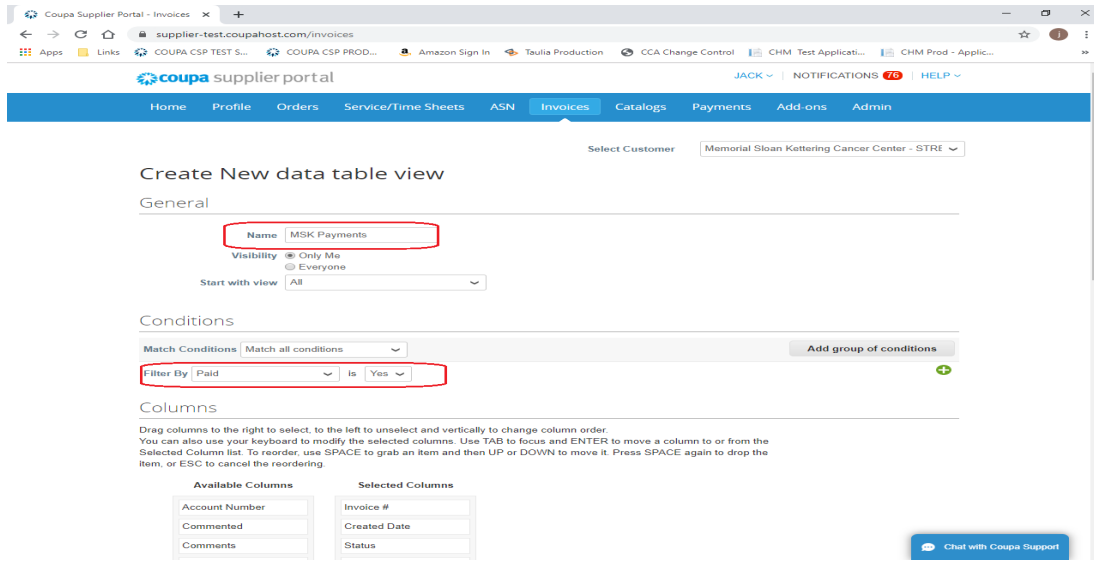 Coupa Supplier Portal - Invoices
supplier-test.coupahost.com/invoices
Apps Links COUPA CSP TEST S... COUPA CSP PROD... Amazon Sign In Taulia Production CCA Change Control CHM Test Applicati... CHM Prod - Applic... »
coupa supplier portal JACK NOTIFICATIONS 76 HELP
Home Profile Orders Service/Time Sheets ASN Invoices Catalogs Payments Add-ons Admin
Select Customer Memorial Sloan Kettering Cancer Center - STRE
Create New data table view
General
Name MSK Payments
Visibility Only Me
Everyone
Start with view All
Conditions
Match Conditions Match all conditions Add group of conditions
Filter By Paid is Yes
Columns
Drag columns to the right to select, to the left to unselect and vertically to change column order.
You can also use your keyboard to modify the selected columns. Use TAB to focus and ENTER to move a column to or from the
Selected Column list. To reorder, use SPACE to grab an item and then UP or DOWN to move it. Press SPACE again to drop the
item, or ESC to cancel the reordering.
Available Columns Selected Columns
Account Number Invoice #
Commented Created Date
Comments Status
Chat with Coupa Support